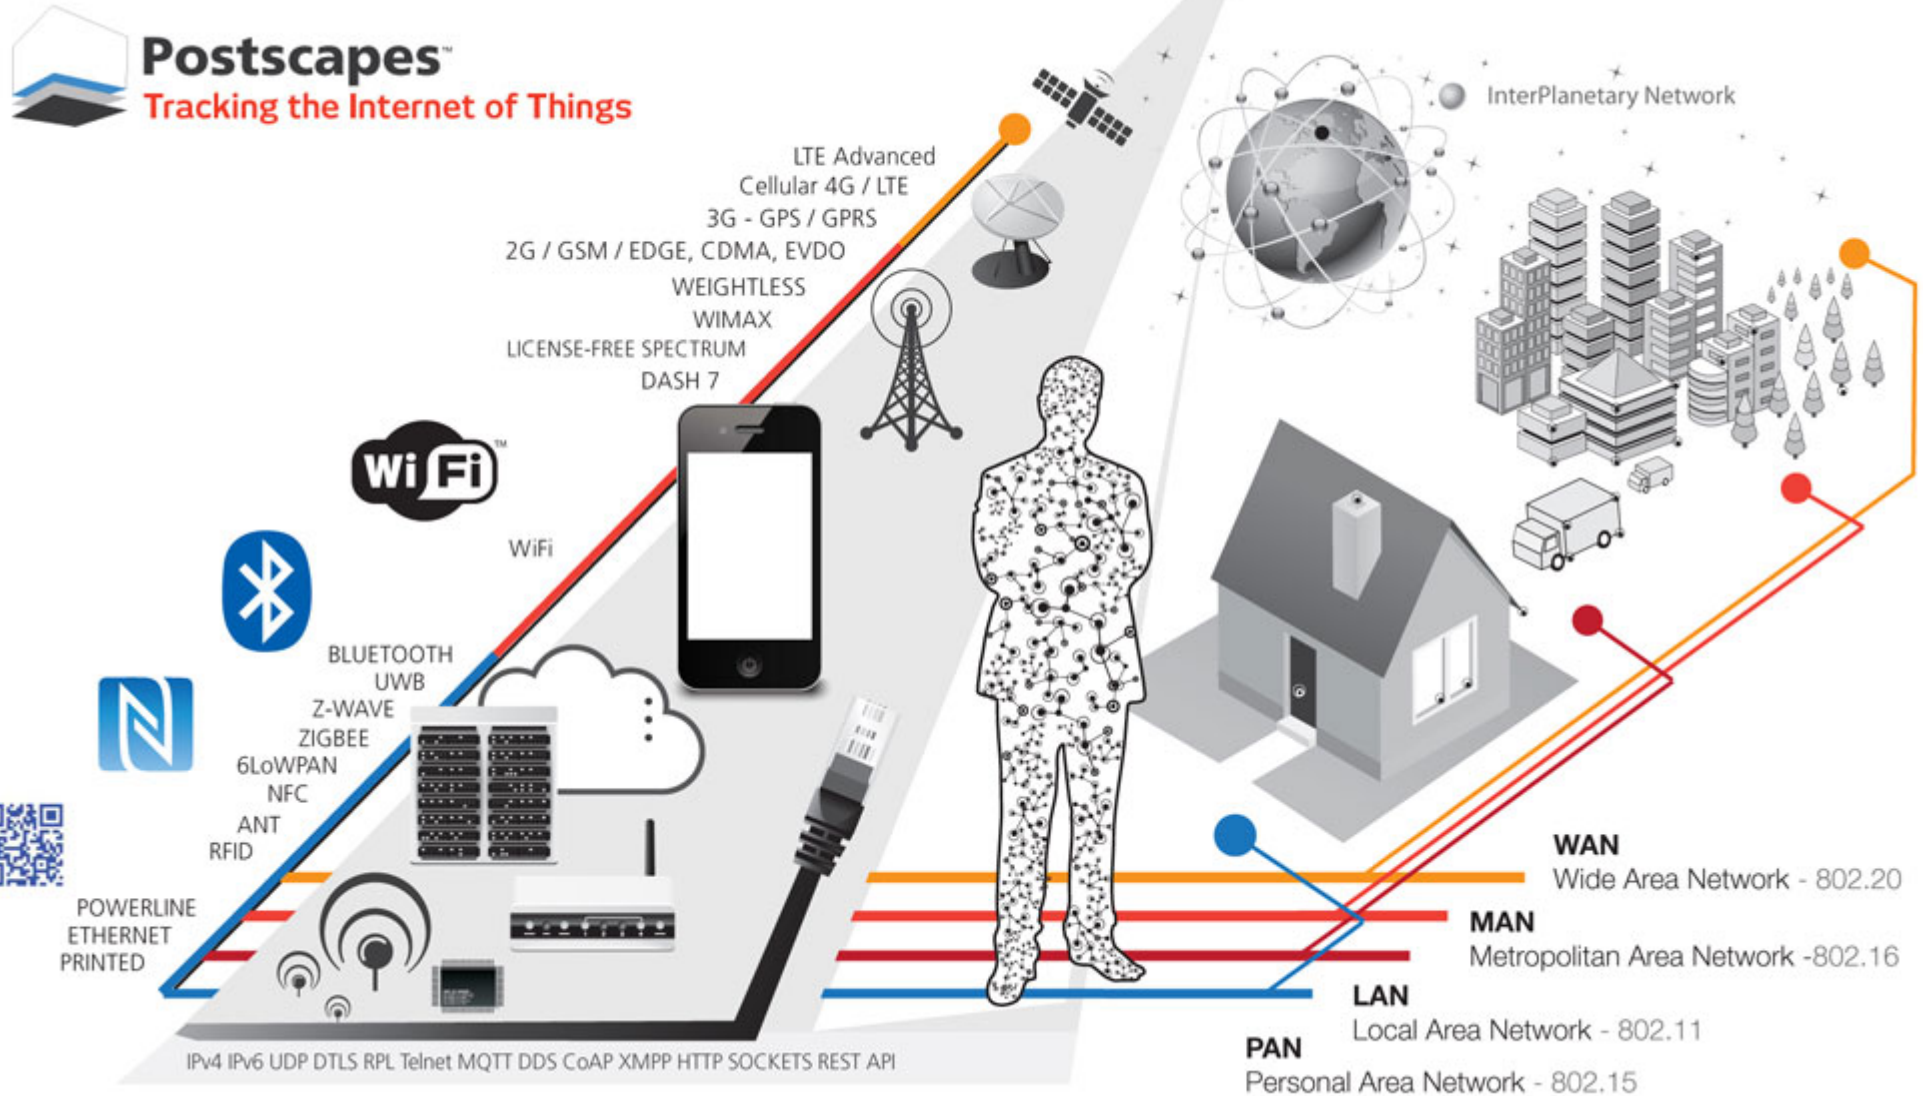 Postscapes™
Tracking the Internet of Things
InterPlanetary Network
LTE Advanced
Cellular 4G / LTE
3G - GPS / GPRS
2G / GSM / EDGE, CDMA, EVDO
WEIGHTLESS
WIMAX
LICENSE-FREE SPECTRUM
DASH 7
Wi Fi™
WiFi
BLUETOOTH
UWB
Z-WAVE
ZIGBEE
6LoWPAN
NFC
ANT
RFID
POWERLINE
ETHERNET
PRINTED
IPv4 IPv6 UDP DTLS RPL Telnet MQTT DDS CoAP XMPP HTTP SOCKETS REST API
WAN
Wide Area Network - 802.20
MAN
Metropolitan Area Network -802.16
LAN
Local Area Network - 802.11
PAN
Personal Area Network - 802.15